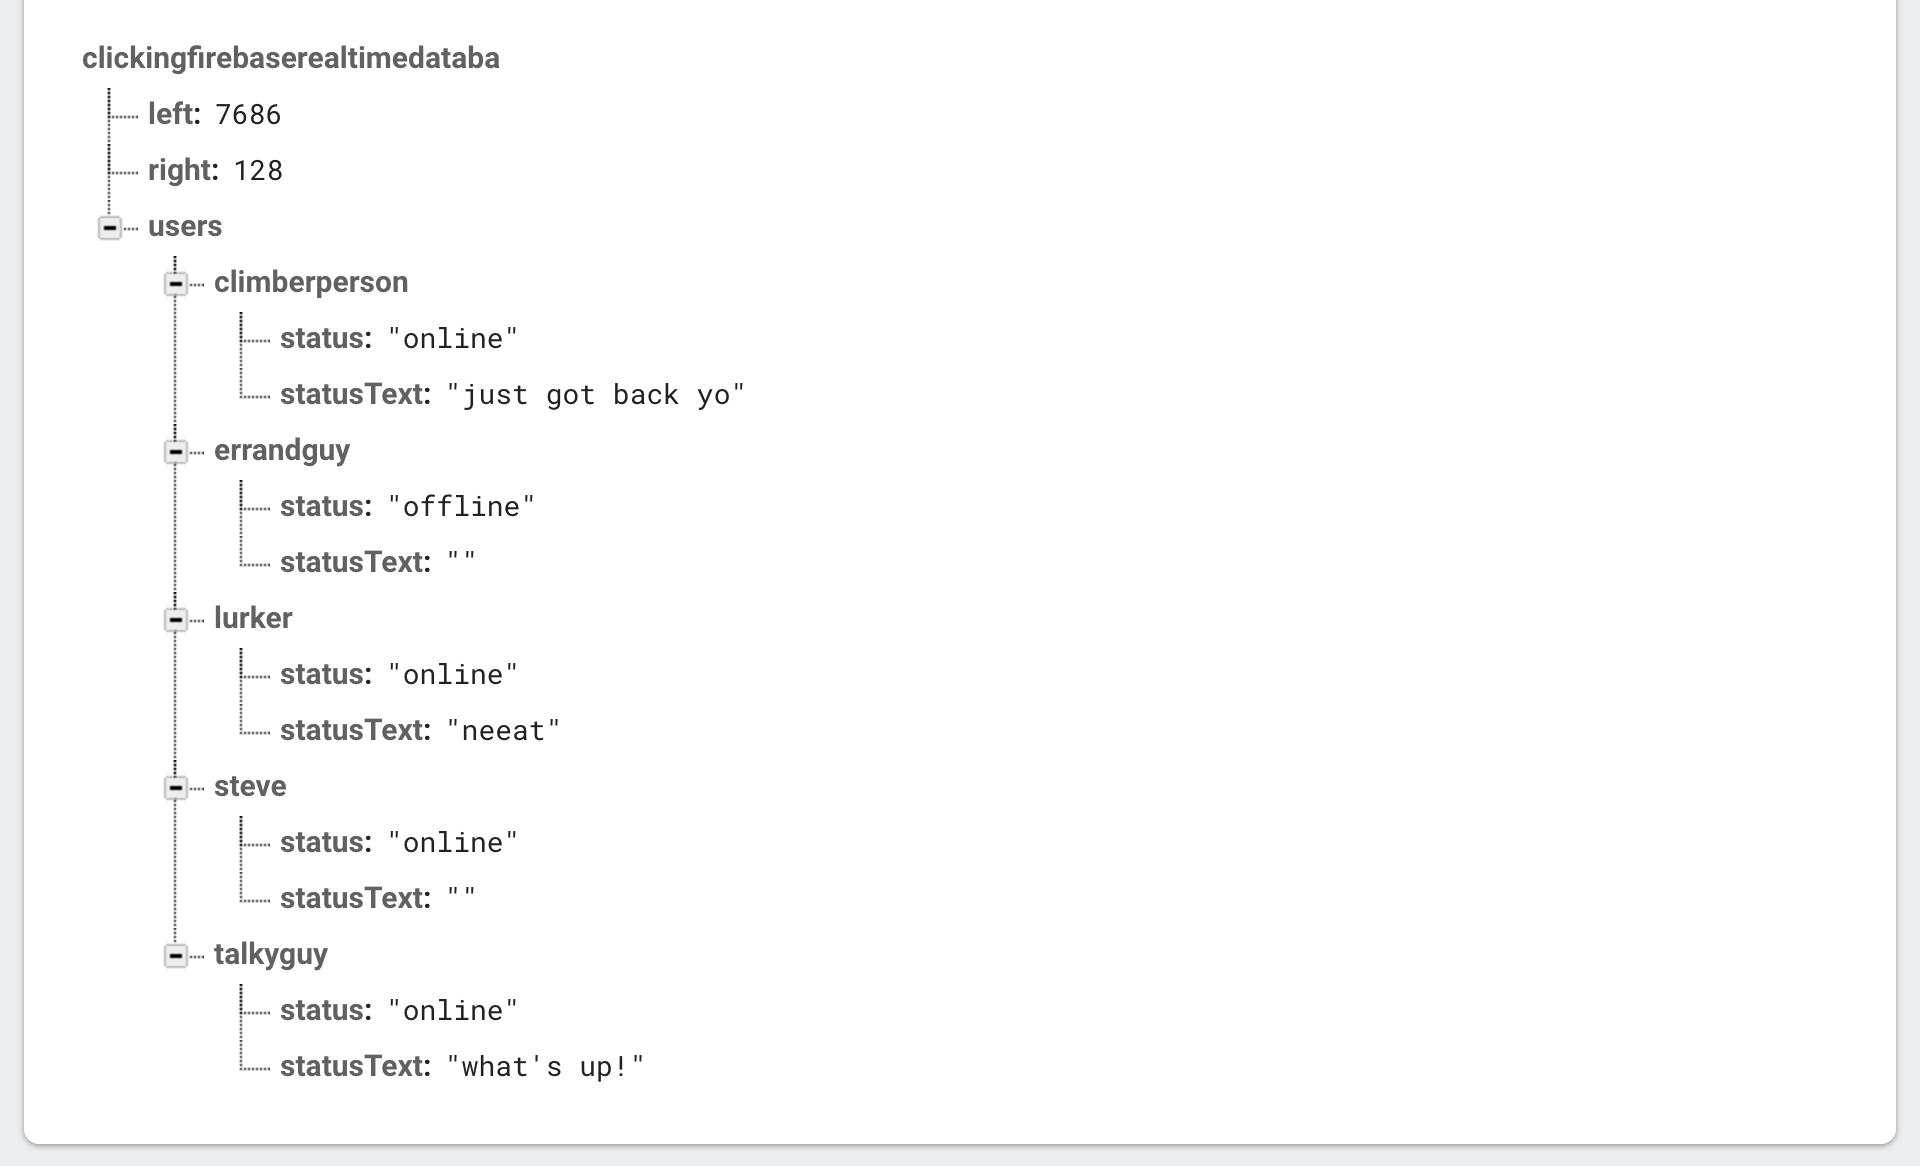 clickingfirebaserealtimedataba
left: 7686
right: 128
users
climberperson
status: "online"
statusText: "just got back yo"
errandguy
status: "offline"
statusText: ""
lurker
status: "online"
statusText: "neeat"
steve
status: "online"
statusText: ""
talkyguy
status: "online"
statusText: "what's up!"